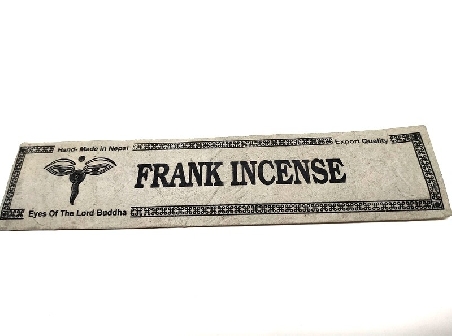 Hand- Made in Nepal
Export Quality
FRANK INCENSE
Eyes Of The Lord Buddha